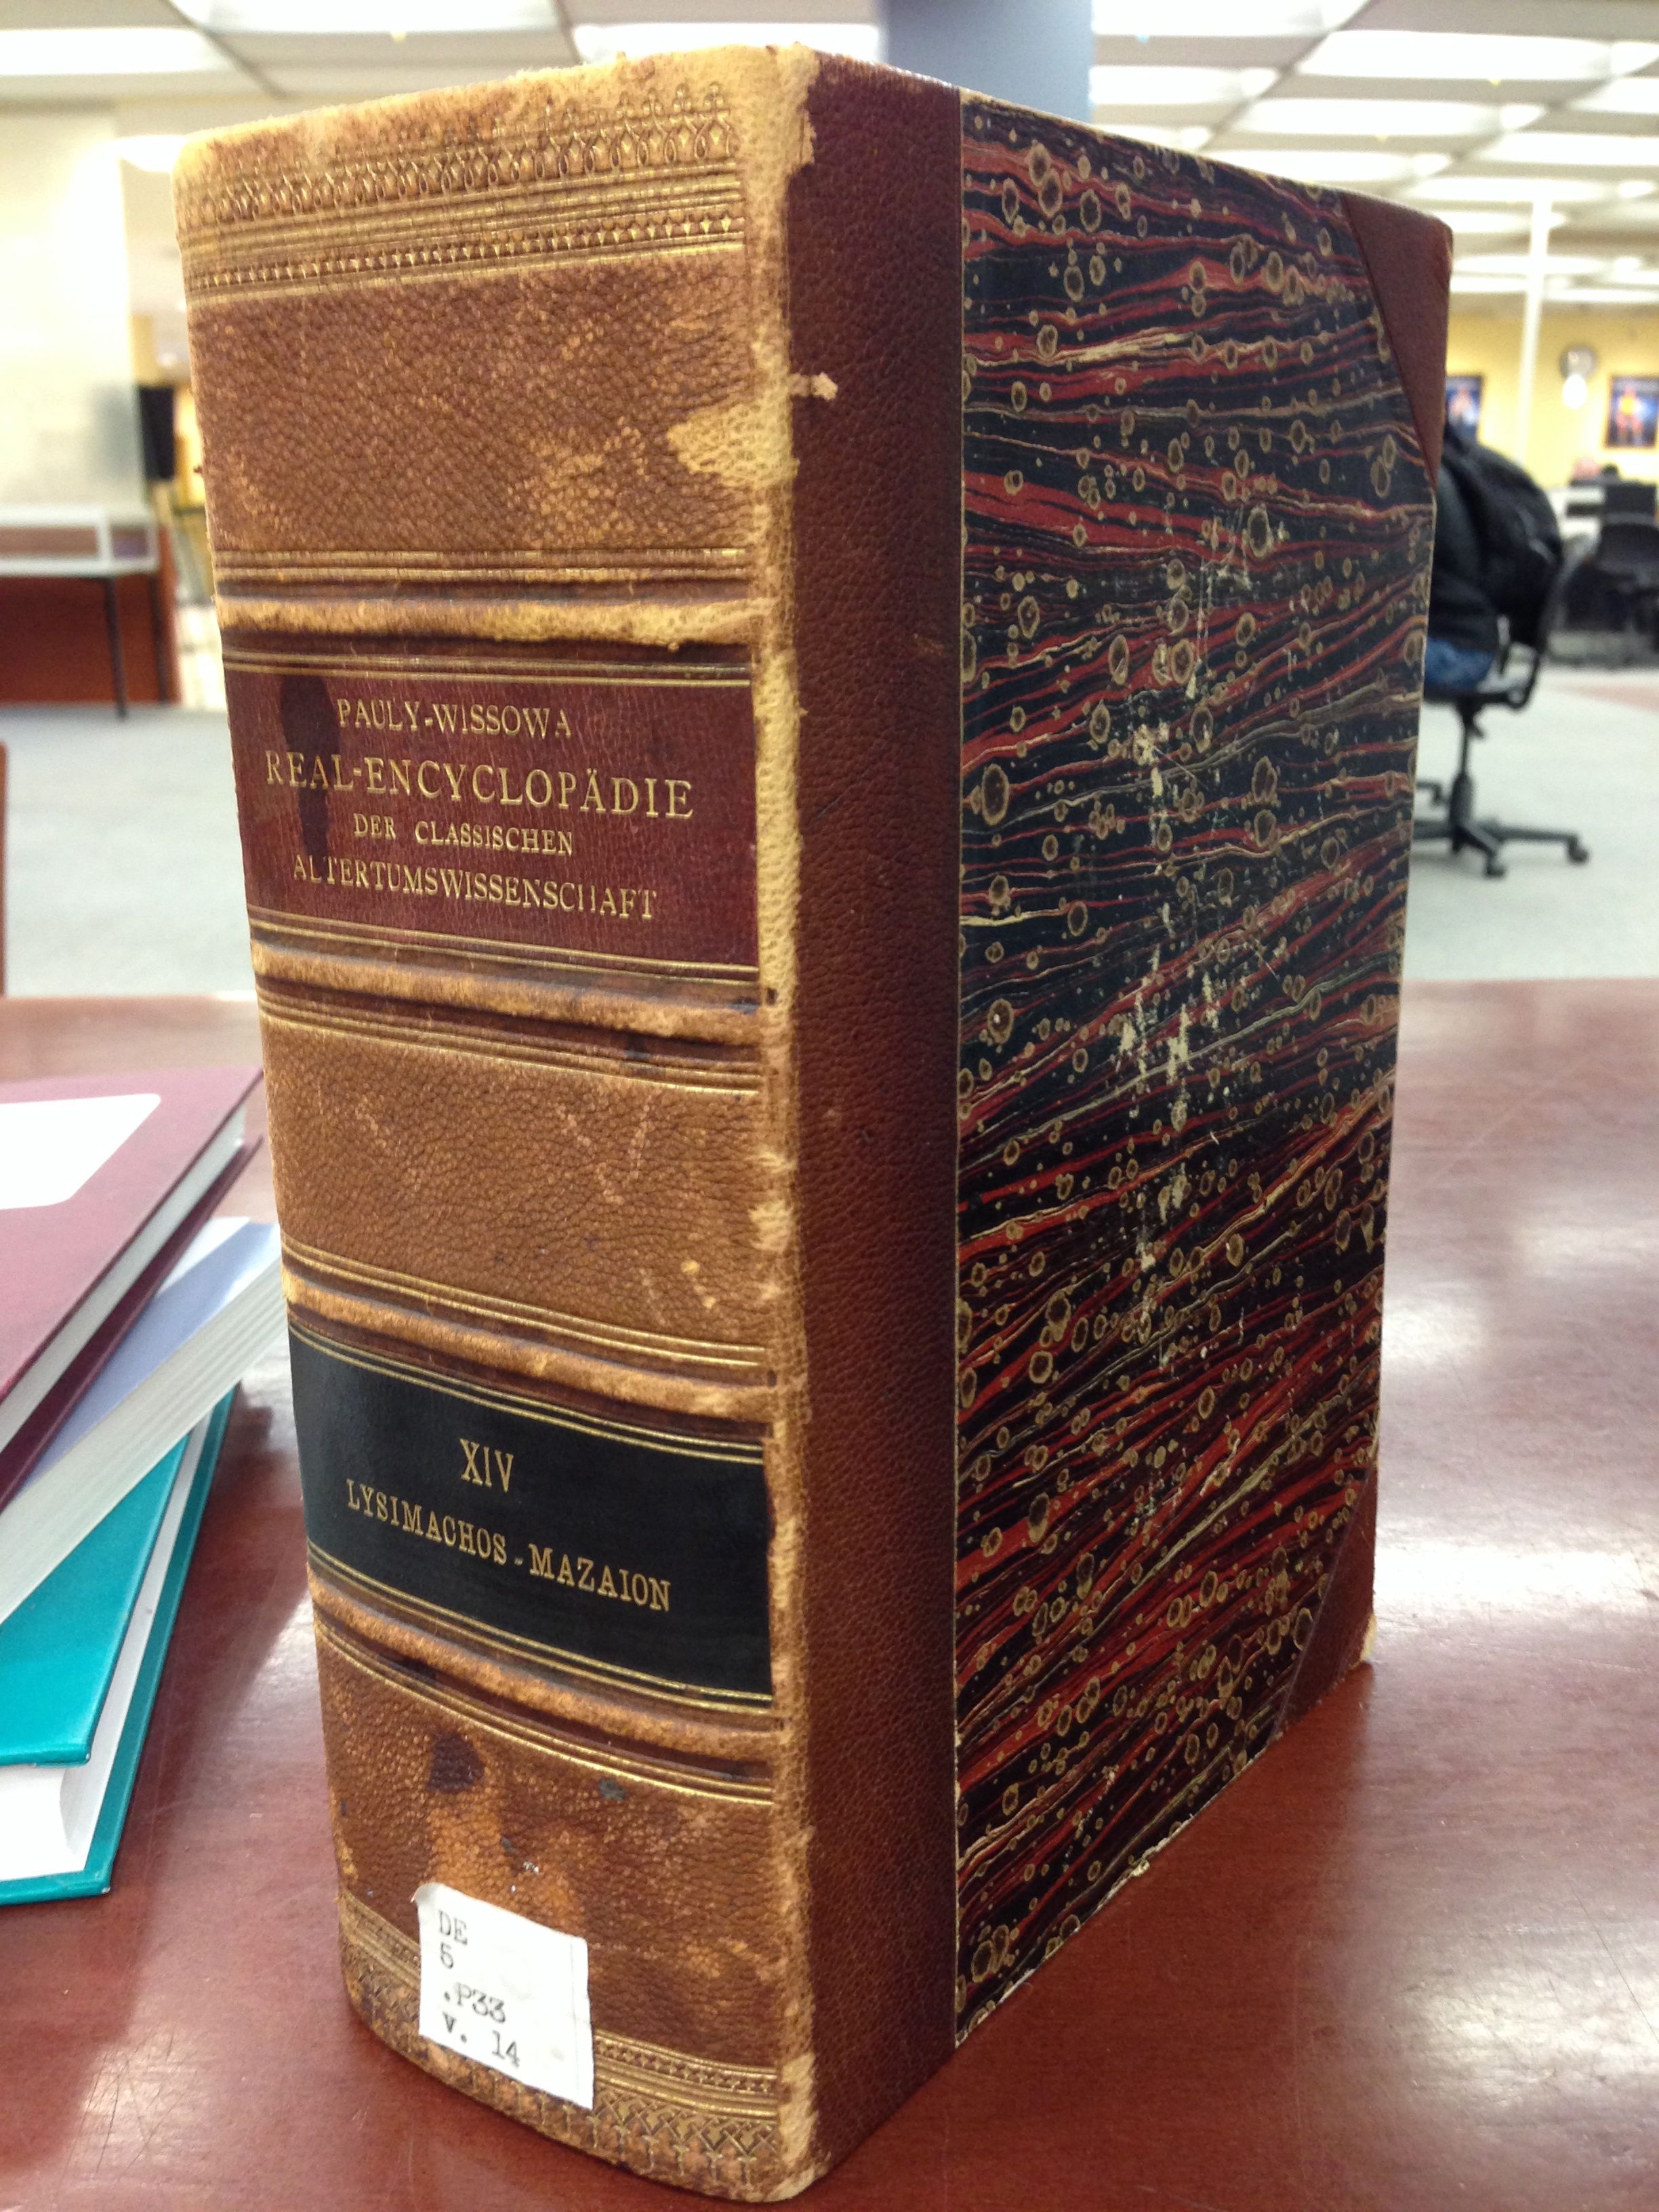 PAULY-WISSOWA
REAL-ENCYCLOPÄDIE
DER CLASSISCHEN
ALTERTUMSWISSENSCHAFT
XIV
LYSIMACHOS - MAZAION
DE
5
.P33
v. 14